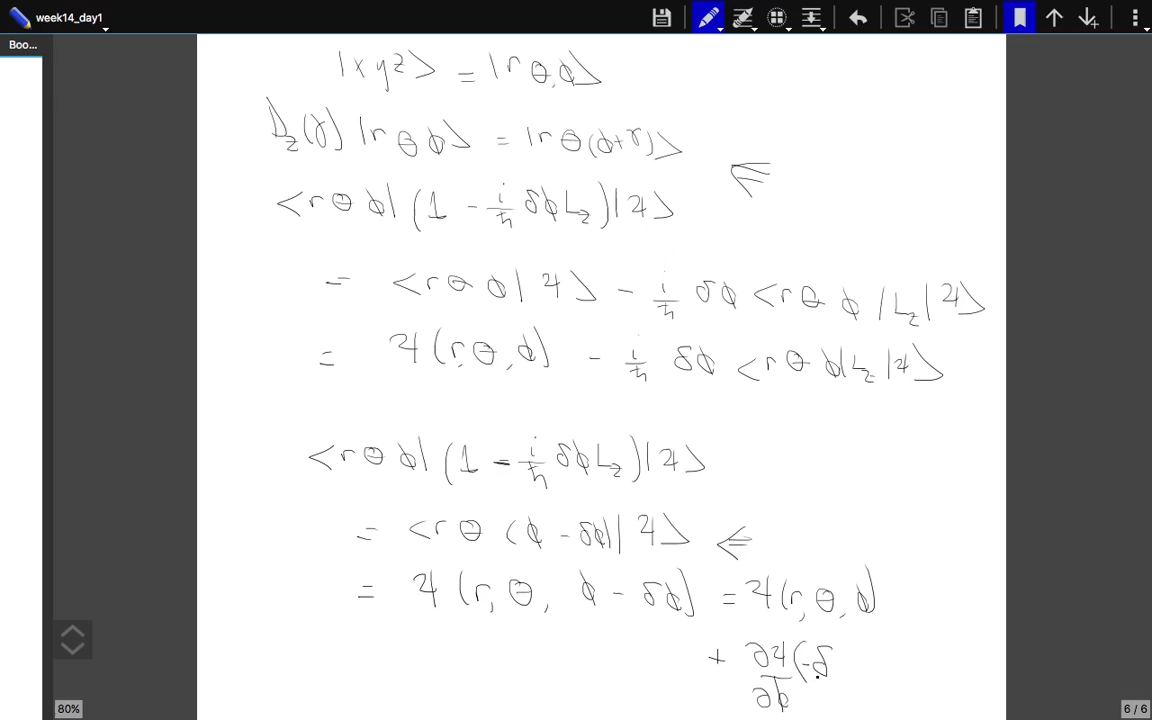 week14_day1
Boo...
|x y z> = |r θ, ϕ>
D_z(γ) |r θ ϕ> = |r θ (ϕ+γ)>
<r θ ϕ| (1 - i/ħ δϕ L_z) |ψ>
= <r θ ϕ| ψ> - i/ħ δϕ <r θ ϕ |L_z| ψ>
= ψ(r, θ, ϕ) - i/ħ δϕ <r θ ϕ|L_z|ψ>
<r θ ϕ| (1 - i/ħ δϕ L_z) |ψ>
= <r θ (ϕ - δϕ)| ψ> ⇐
= ψ (r, θ, ϕ - δϕ) = ψ(r, θ, ϕ)
+ ∂ψ/∂ϕ (-δ
80%
6 / 6